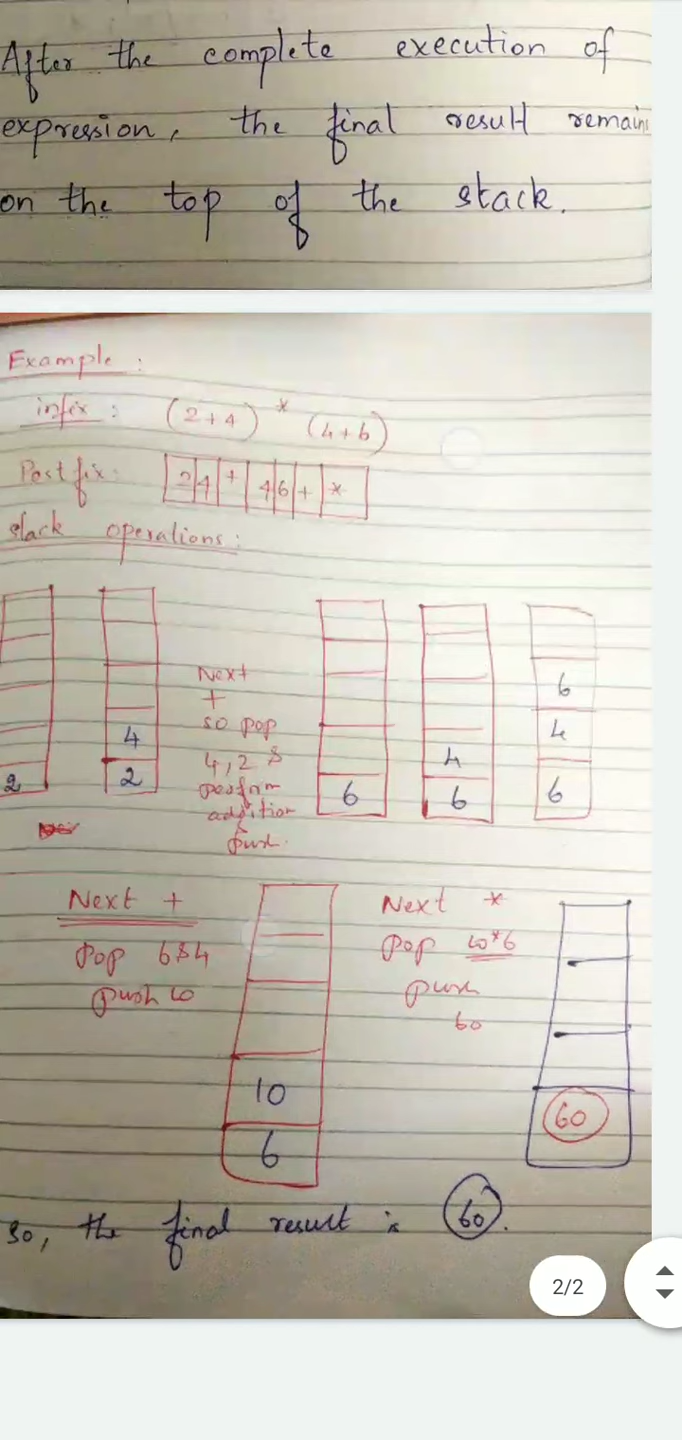 After the complete execution of
expression, the final result remains
on the top of the stack.
Example :
infix : (2+4) * (4+6)
Postfix: 2 4 + 4 6 + *
stack operations:
2
4
2
Next
+
so pop
4,2 &
perform
addition
push.
6
4
6
6
4
6
Next +
pop 6 & 4
push 10
10
6
Next *
pop 10*6
push
60
60
so, the final result is 60.
2/2